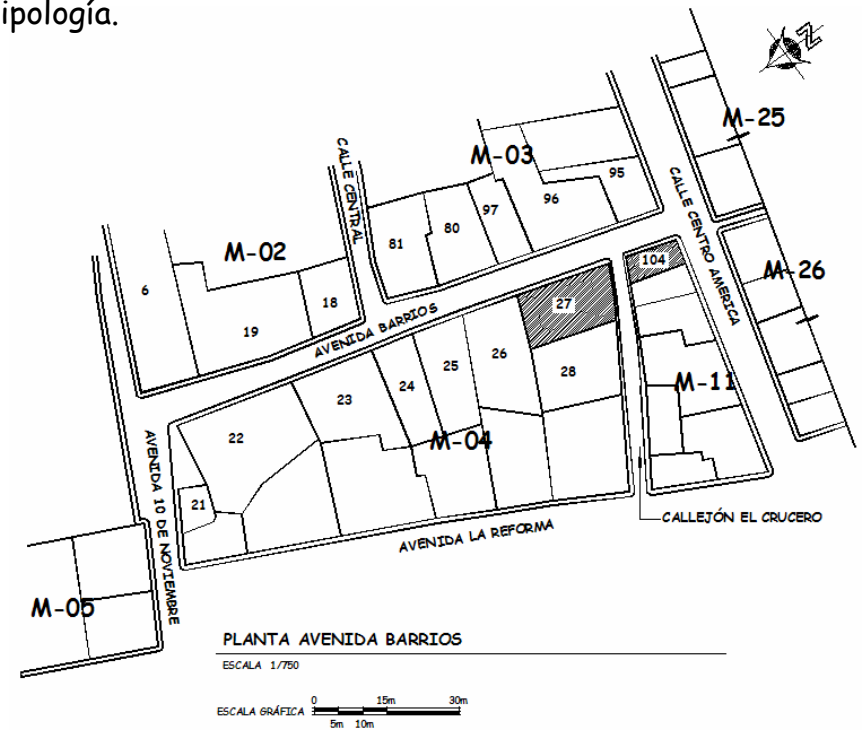 ipología.
N
M-25
M-03
CALLE CENTRAL
95
96
97
80
81
CALLE CENTRO AMERICA
M-02
104
M-26
6
18
27
19
AVENIDA BARRIOS
26
25
28
24
23
M-11
22
M-04
AVENIDA 10 DE NOVIEMBRE
21
CALLEJÓN EL CRUCERO
AVENIDA LA REFORMA
M-05
PLANTA AVENIDA BARRIOS
ESCALA 1/750
0 15m 30m
ESCALA GRÁFICA
5m 10m